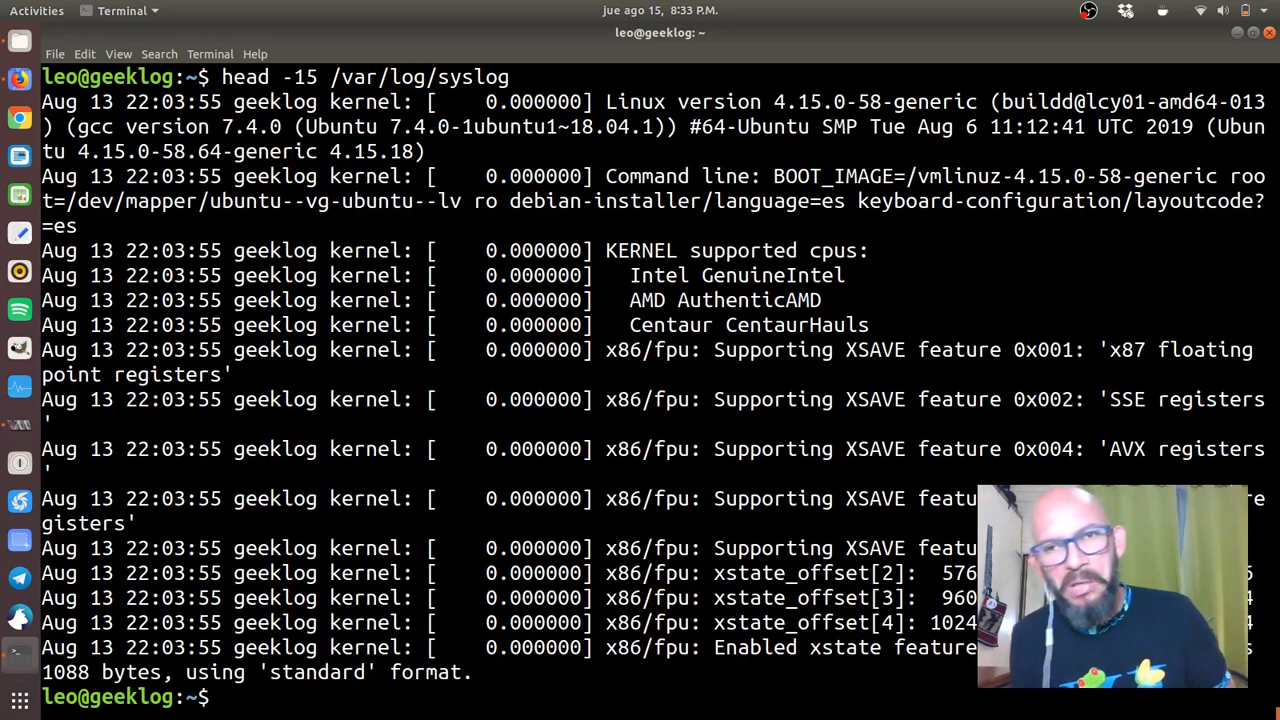 Activities Terminal jue ago 15, 8:33 P.M.
leo@geeklog: ~
File Edit View Search Terminal Help
leo@geeklog:~$ head -15 /var/log/syslog
Aug 13 22:03:55 geeklog kernel: [    0.000000] Linux version 4.15.0-58-generic (buildd@lcy01-amd64-013
) (gcc version 7.4.0 (Ubuntu 7.4.0-1ubuntu1~18.04.1)) #64-Ubuntu SMP Tue Aug 6 11:12:41 UTC 2019 (Ubun
tu 4.15.0-58.64-generic 4.15.18)
Aug 13 22:03:55 geeklog kernel: [    0.000000] Command line: BOOT_IMAGE=/vmlinuz-4.15.0-58-generic roo
t=/dev/mapper/ubuntu--vg-ubuntu--lv ro debian-installer/language=es keyboard-configuration/layoutcode?
=es
Aug 13 22:03:55 geeklog kernel: [    0.000000] KERNEL supported cpus:
Aug 13 22:03:55 geeklog kernel: [    0.000000]   Intel GenuineIntel
Aug 13 22:03:55 geeklog kernel: [    0.000000]   AMD AuthenticAMD
Aug 13 22:03:55 geeklog kernel: [    0.000000]   Centaur CentaurHauls
Aug 13 22:03:55 geeklog kernel: [    0.000000] x86/fpu: Supporting XSAVE feature 0x001: 'x87 floating
point registers'
Aug 13 22:03:55 geeklog kernel: [    0.000000] x86/fpu: Supporting XSAVE feature 0x002: 'SSE registers
'
Aug 13 22:03:55 geeklog kernel: [    0.000000] x86/fpu: Supporting XSAVE feature 0x004: 'AVX registers
'
Aug 13 22:03:55 geeklog kernel: [    0.000000] x86/fpu: Supporting XSAVE featu re
gisters'
Aug 13 22:03:55 geeklog kernel: [    0.000000] x86/fpu: Supporting XSAVE featu
Aug 13 22:03:55 geeklog kernel: [    0.000000] x86/fpu: xstate_offset[2]:  576 6
Aug 13 22:03:55 geeklog kernel: [    0.000000] x86/fpu: xstate_offset[3]:  960 4
Aug 13 22:03:55 geeklog kernel: [    0.000000] x86/fpu: xstate_offset[4]: 1024 4
Aug 13 22:03:55 geeklog kernel: [    0.000000] x86/fpu: Enabled xstate feature s
1088 bytes, using 'standard' format.
leo@geeklog:~$